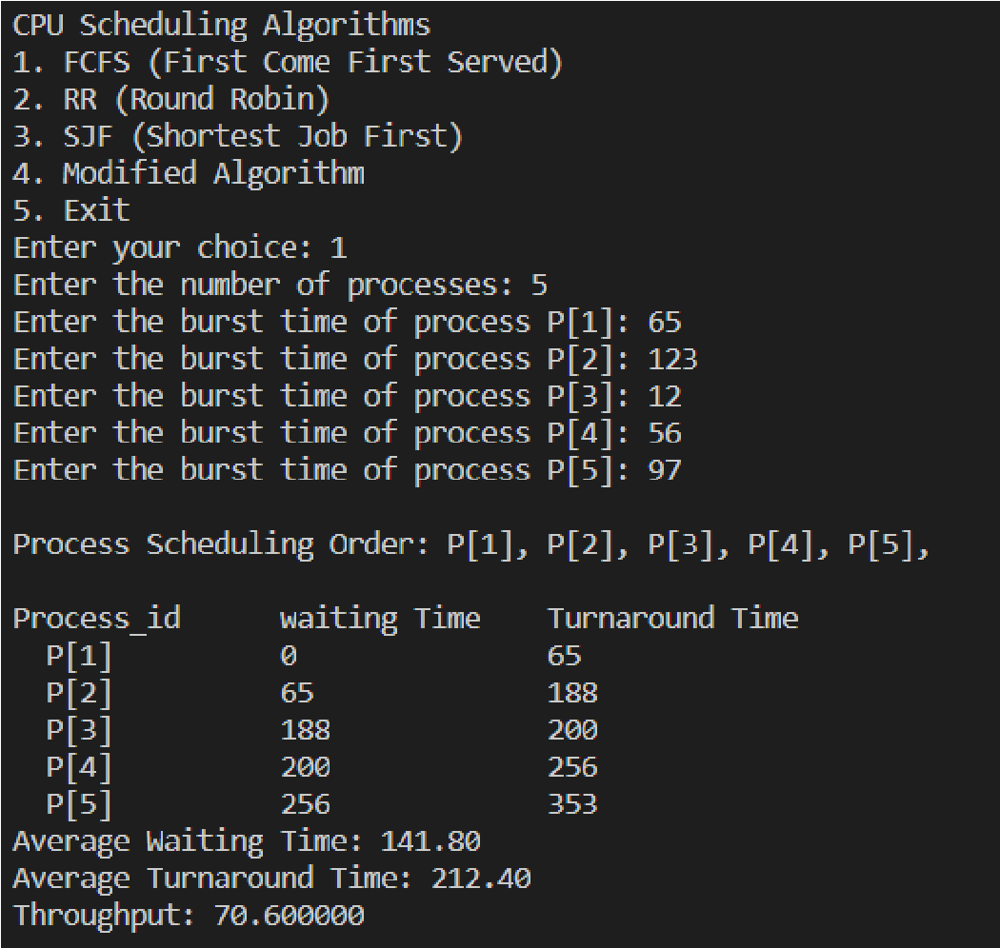 CPU Scheduling Algorithms
1. FCFS (First Come First Served)
2. RR (Round Robin)
3. SJF (Shortest Job First)
4. Modified Algorithm
5. Exit
Enter your choice: 1
Enter the number of processes: 5
Enter the burst time of process P[1]: 65
Enter the burst time of process P[2]: 123
Enter the burst time of process P[3]: 12
Enter the burst time of process P[4]: 56
Enter the burst time of process P[5]: 97
Process Scheduling Order: P[1], P[2], P[3], P[4], P[5],
Process_id waiting Time Turnaround Time
P[1] 0 65
P[2] 65 188
P[3] 188 200
P[4] 200 256
P[5] 256 353
Average Waiting Time: 141.80
Average Turnaround Time: 212.40
Throughput: 70.600000